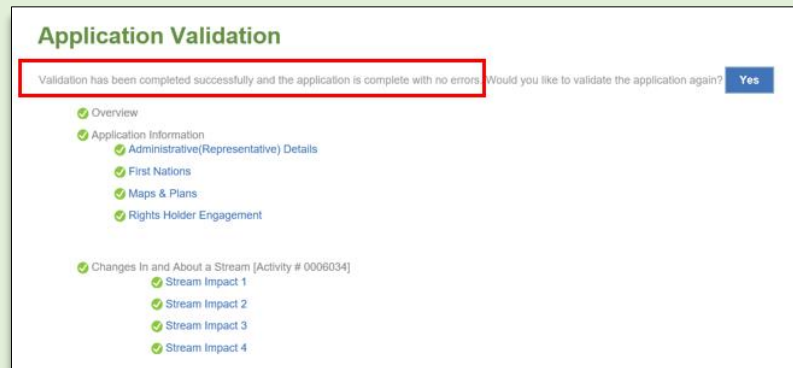 Application Validation
Validation has been completed successfully and the application is complete with no errors. Would you like to validate the application again? Yes
Overview
Application Information
Administrative(Representative) Details
First Nations
Maps & Plans
Rights Holder Engagement
Changes In and About a Stream [Activity # 0006034]
Stream Impact 1
Stream Impact 2
Stream Impact 3
Stream Impact 4